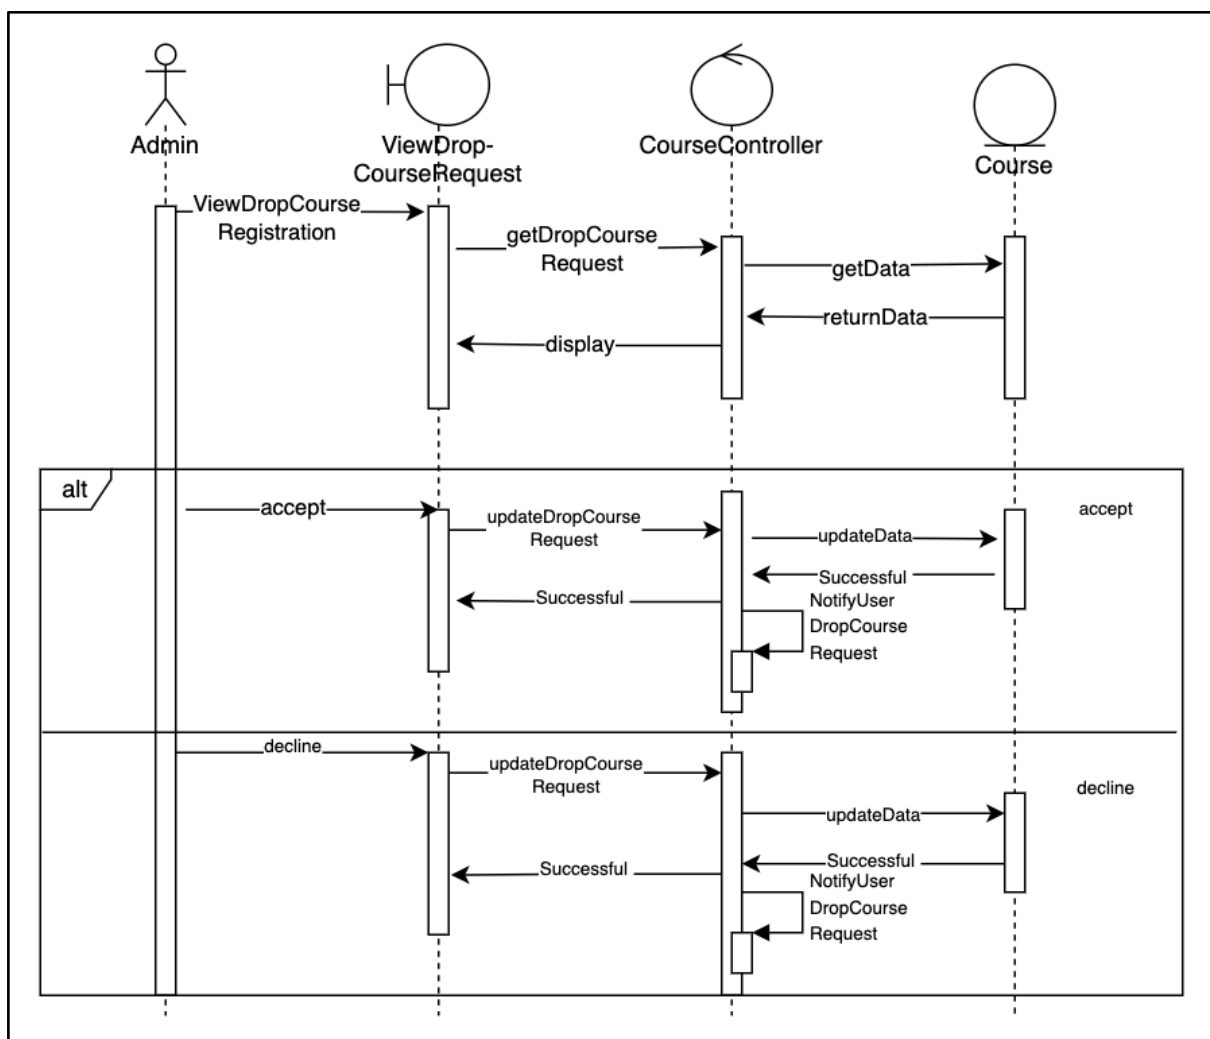 Admin
ViewDrop-
CourseRequest
CourseController
Course
ViewDropCourse
Registration
getDropCourse
Request
getData
returnData
display
alt
accept
updateDropCourse
Request
updateData
accept
Successful
Successful
NotifyUser
DropCourse
Request
decline
updateDropCourse
Request
updateData
decline
Successful
Successful
NotifyUser
DropCourse
Request